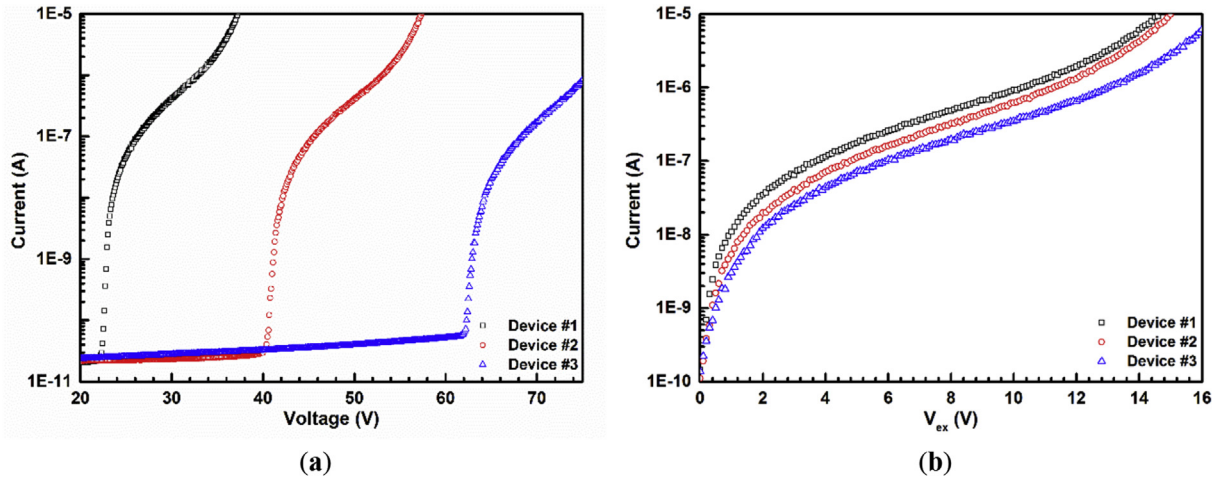 1E-5
1E-7
1E-9
1E-11
Current (A)
20
30
40
50
60
70
Voltage (V)
Device #1
Device #2
Device #3
(a)
1E-5
1E-6
1E-7
1E-8
1E-9
1E-10
Current (A)
0
2
4
6
8
10
12
14
16
Vex (V)
Device #1
Device #2
Device #3
(b)